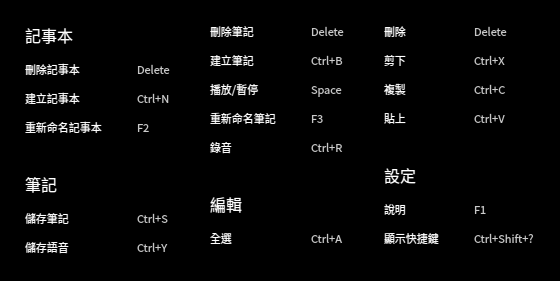 記事本
刪除記事本 Delete
建立記事本 Ctrl+N
重新命名記事本 F2
筆記
儲存筆記 Ctrl+S
儲存語音 Ctrl+Y
刪除筆記 Delete
建立筆記 Ctrl+B
播放/暫停 Space
重新命名筆記 F3
錄音 Ctrl+R
編輯
全選 Ctrl+A
刪除 Delete
剪下 Ctrl+X
複製 Ctrl+C
貼上 Ctrl+V
設定
說明 F1
顯示快捷鍵 Ctrl+Shift+?